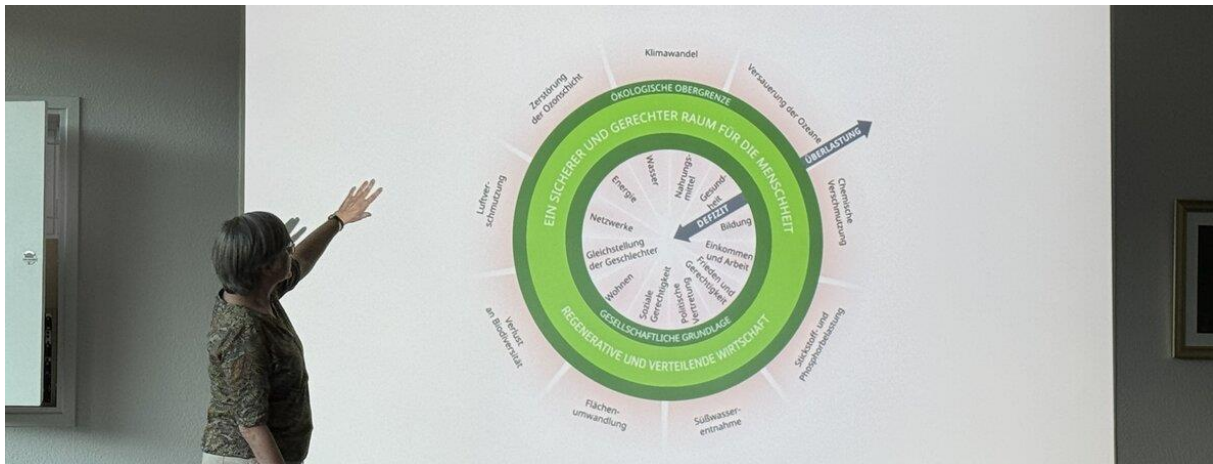 Klimawandel
Versauerung der Ozeane
Chemische
Verschmutzung
Stickstoff- und
Phosphorbelastung
Süßwasser-
entnahme
Flächen-
umwandlung
Verlust
an Biodiversität
Luftver-
schmutzung
Zerstörung
der Ozonschicht
ÖKOLOGISCHE OBERGRENZE
EIN SICHERER UND GERECHTER RAUM FÜR DIE MENSCHHEIT
ÜBERLASTUNG
Wasser
Nahrungs-
mittel
Gesund-
heit
DEFIZIT
Bildung
Einkommen
und Arbeit
Frieden und
Gerechtigkeit
Politische
Vertretung
Soziale
Gerechtigkeit
Wohnen
Gleichstellung
der Geschlechter
Netzwerke
Energie
GESELLSCHAFTLICHE GRUNDLAGE
REGENERATIVE UND VERTEILENDE WIRTSCHAFT